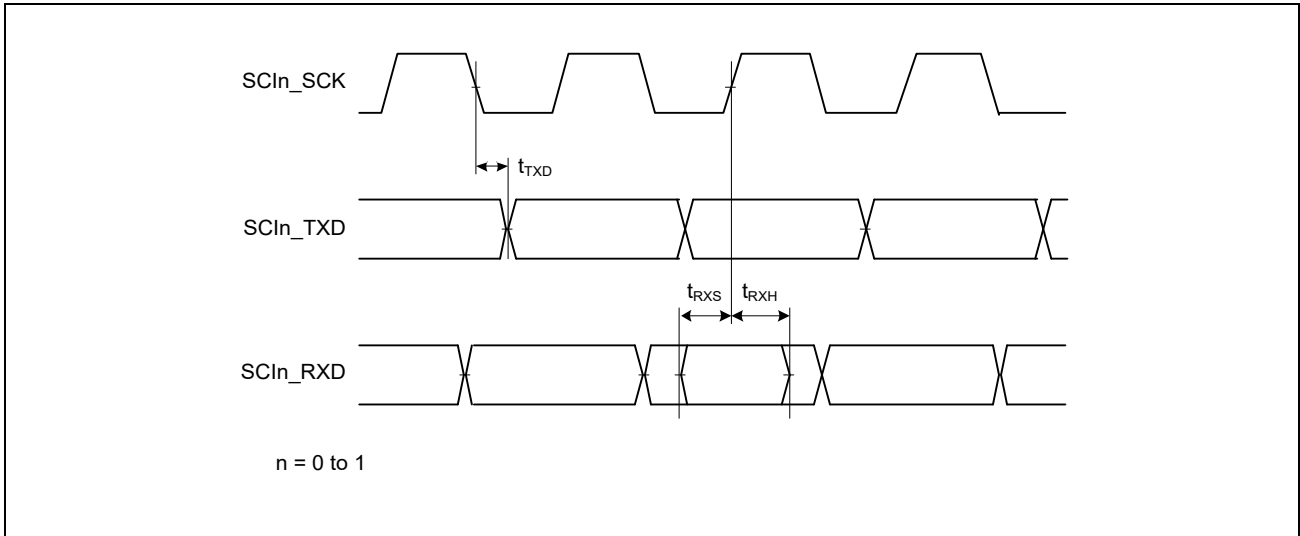 SCIn_SCK
tTXD
SCIn_TXD
tRXS tRXH
SCIn_RXD
n = 0 to 1